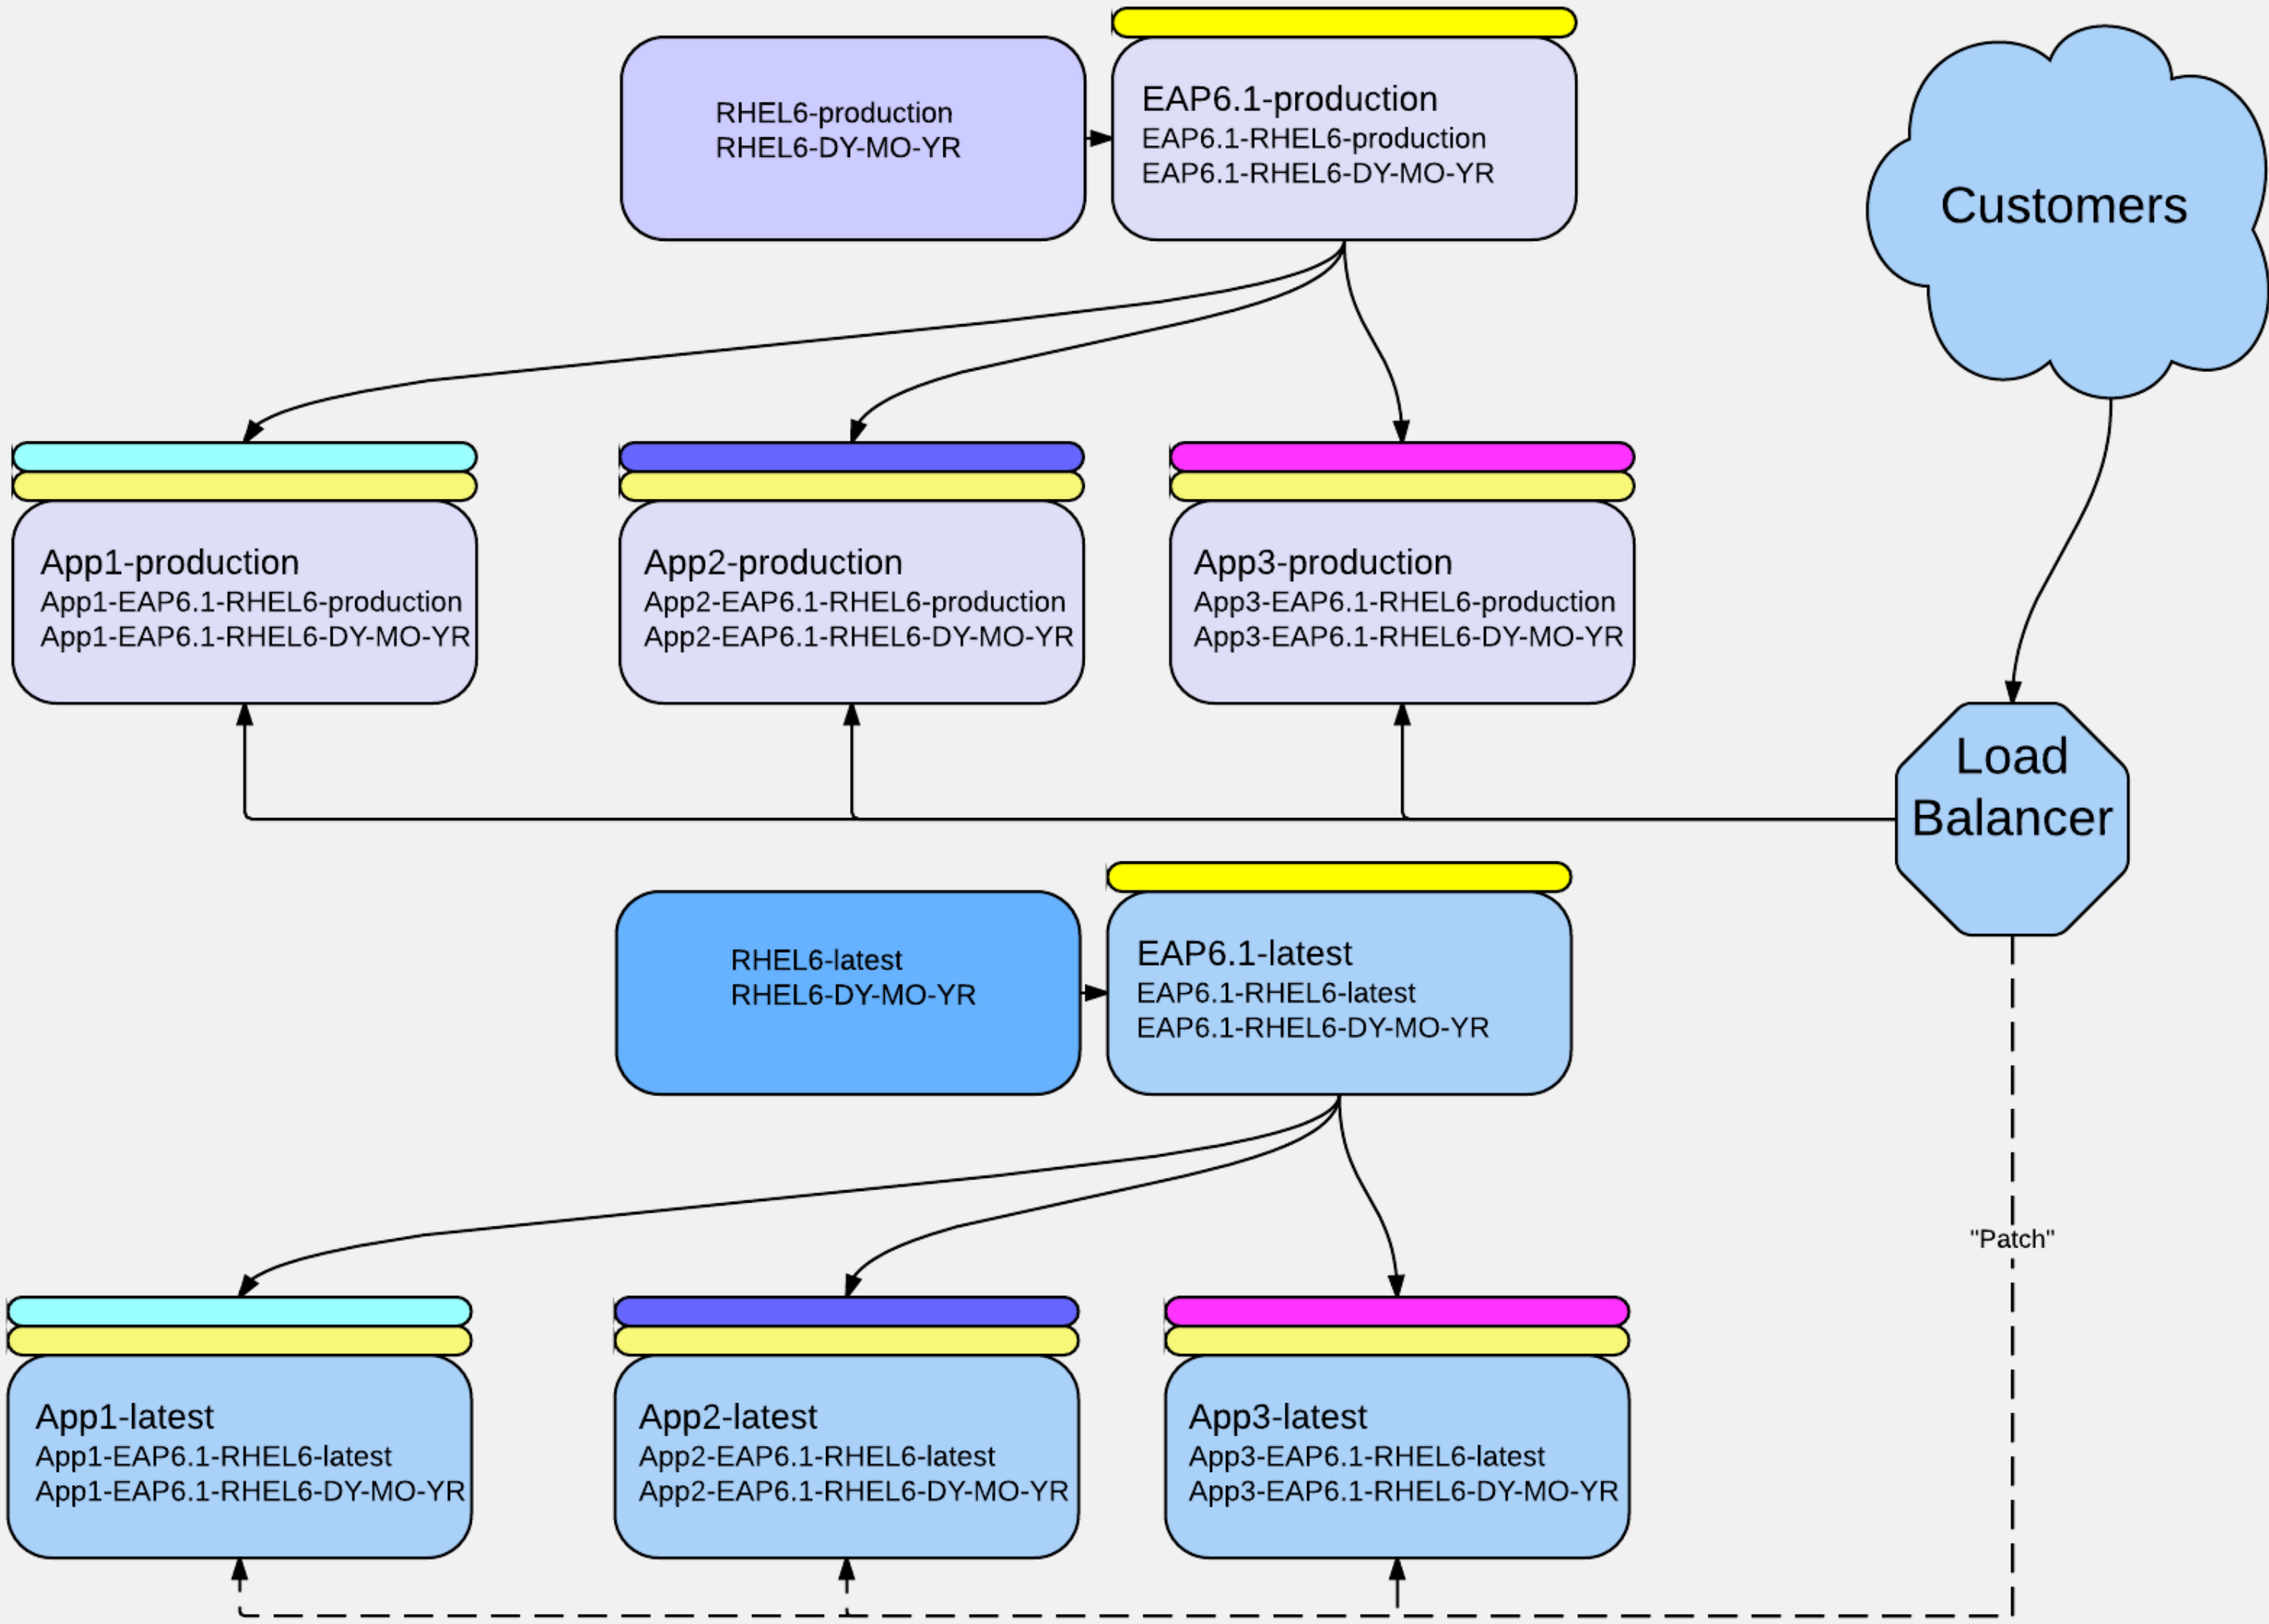 RHEL6-production
RHEL6-DY-MO-YR
EAP6.1-production
EAP6.1-RHEL6-production
EAP6.1-RHEL6-DY-MO-YR
Customers
App1-production
App1-EAP6.1-RHEL6-production
App1-EAP6.1-RHEL6-DY-MO-YR
App2-production
App2-EAP6.1-RHEL6-production
App2-EAP6.1-RHEL6-DY-MO-YR
App3-production
App3-EAP6.1-RHEL6-production
App3-EAP6.1-RHEL6-DY-MO-YR
Load
Balancer
RHEL6-latest
RHEL6-DY-MO-YR
EAP6.1-latest
EAP6.1-RHEL6-latest
EAP6.1-RHEL6-DY-MO-YR
"Patch"
App1-latest
App1-EAP6.1-RHEL6-latest
App1-EAP6.1-RHEL6-DY-MO-YR
App2-latest
App2-EAP6.1-RHEL6-latest
App2-EAP6.1-RHEL6-DY-MO-YR
App3-latest
App3-EAP6.1-RHEL6-latest
App3-EAP6.1-RHEL6-DY-MO-YR